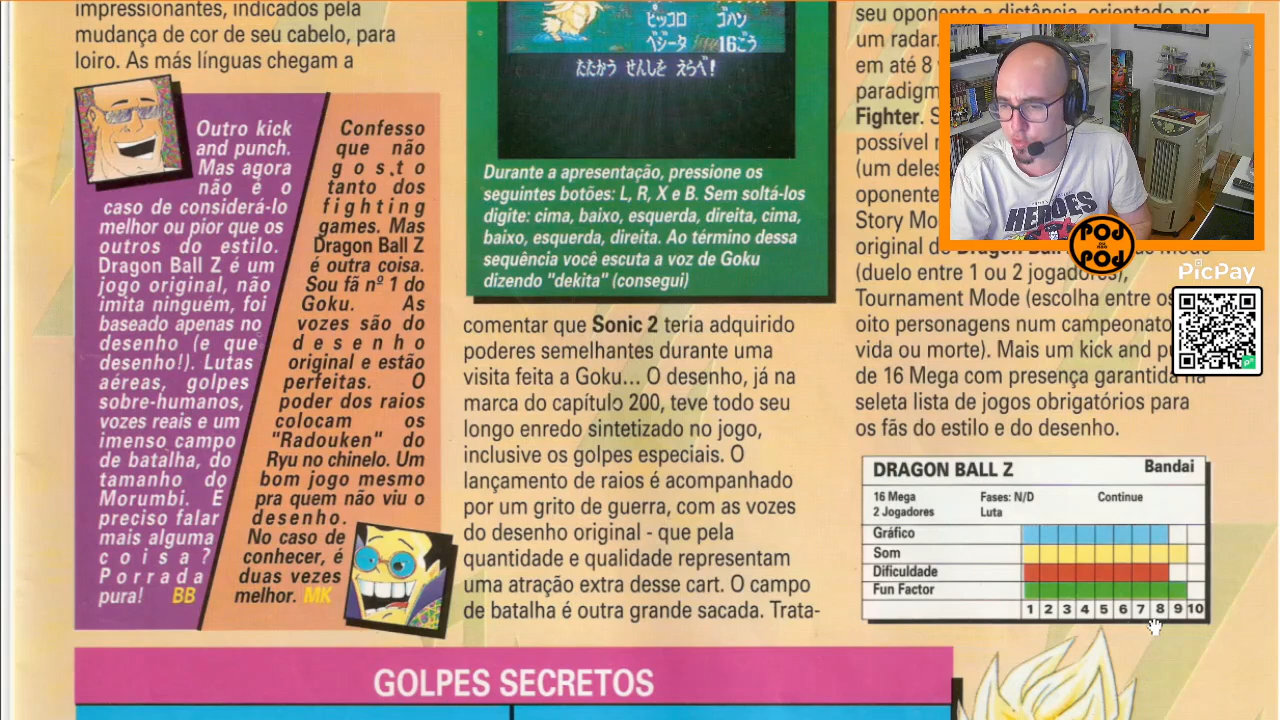 impressionantes, indicados pela
mudança de cor de seu cabelo, para
loiro. As más línguas chegam a
Outro kick
and punch.
Mas agora
não é o
caso de considerá-lo
melhor ou pior que os
outros do estilo.
Dragon Ball Z é um
jogo original, não
imita ninguém, foi
baseado apenas no
desenho (e que
desenho!). Lutas
aéreas, golpes
sobre-humanos,
vozes reais e um
imenso campo
de batalha, do
tamanho do
Morumbi. E
preciso falar
mais alguma
coisa?
Porrada
pura! BB
Confesso
que não
gosto
tanto dos
fighting
games. Mas
Dragon Ball Z
é outra coisa.
Sou fã nº 1 do
Goku. As
vozes são do
desenho
original e estão
perfeitas. O
poder dos raios
colocam os
"Radouken" do
Ryu no chinelo. Um
bom jogo mesmo
pra quem não viu o
desenho.
No caso de
conhecer, é
duas vezes
melhor. MK
ピッコロ ゴハン
ベジータ 16ごう
たたかう せんしを えらべ!
Durante a apresentação, pressione os
seguintes botões: L, R, X e B. Sem soltá-los
digite: cima, baixo, esquerda, direita, cima,
baixo, esquerda, direita. Ao término dessa
sequência você escuta a voz de Goku
dizendo "dekita" (consegui)
comentar que Sonic 2 teria adquirido
poderes semelhantes durante uma
visita feita a Goku... O desenho, já na
marca do capítulo 200, teve todo seu
longo enredo sintetizado no jogo,
inclusive os golpes especiais. O
lançamento de raios é acompanhado
por um grito de guerra, com as vozes
do desenho original - que pela
quantidade e qualidade representam
uma atração extra desse cart. O campo
de batalha é outra grande sacada. Trata-
seu oponente a distância, orientado por
um radar.
em até 8
paradigm
Fighter. S
possível
(um deles
oponente
Story Mo
original d
(duelo entre 1 ou 2 jogadores),
Tournament Mode (escolha entre os
oito personagens num campeonato
vida ou morte). Mais um kick and pu
de 16 Mega com presença garantida na
seleta lista de jogos obrigatórios para
os fãs do estilo e do desenho.
DRAGON BALL Z Bandai
16 Mega Fases: N/D Continue
2 Jogadores Luta
Gráfico
Som
Dificuldade
Fun Factor
1 2 3 4 5 6 7 8 9 10
GOLPES SECRETOS
HEROES
POD
POD
PicPay